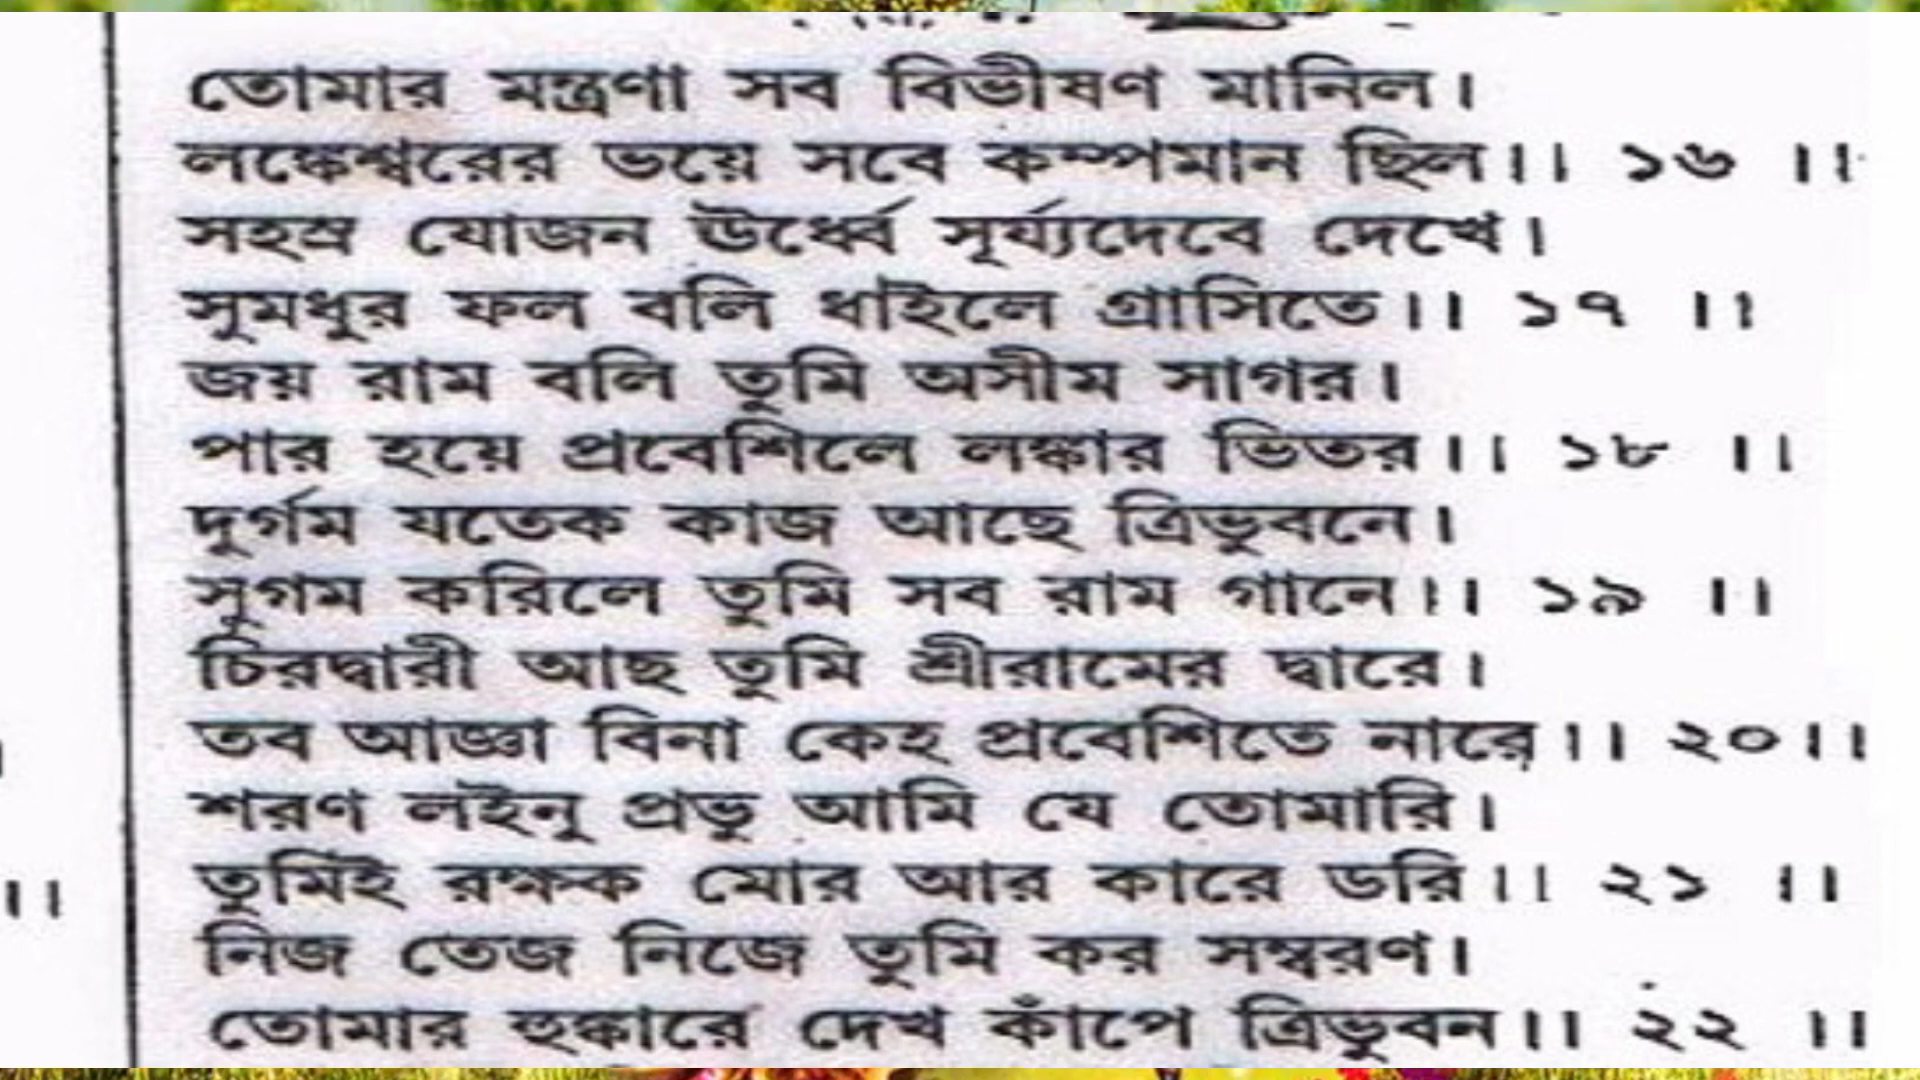 তোমার মন্ত্রণা সব বিভীষণ মানিল।
লঙ্কেশ্বরের ভয়ে সবে কম্পমান ছিল।। ১৬ ।।
সহস্র যোজন ঊর্ধ্বে সূর্য্যদেবে দেখে।
সুমধুর ফল বলি ধাইলে গ্রাসিতে।। ১৭ ।।
জয় রাম বলি তুমি অসীম সাগর।
পার হয়ে প্রবেশিলে লঙ্কার ভিতর।। ১৮ ।।
দুর্গম যতেক কাজ আছে ত্রিভুবনে।
সুগম করিলে তুমি সব রাম গানে।। ১৯ ।।
চিরদ্বারী আছ তুমি শ্রীরামের দ্বারে।
তব আজ্ঞা বিনা কেহ প্রবেশিতে নারে।। ২০।।
শরণ লইনু প্রভু আমি যে তোমারি।
তুমিই রক্ষক মোর আর কারে ডরি।। ২১ ।।
নিজ তেজ নিজে তুমি কর সম্বরণ।
তোমার হুঙ্কারে দেখ কাঁপে ত্রিভুবন।। ২২ ।।